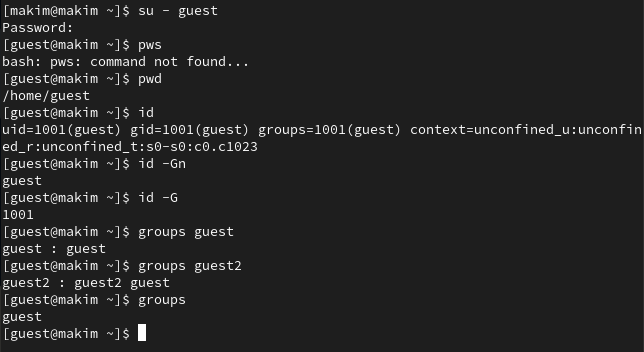 [makim@makim ~]$ su - guest
Password:
[guest@makim ~]$ pws
bash: pws: command not found...
[guest@makim ~]$ pwd
/home/guest
[guest@makim ~]$ id
uid=1001(guest) gid=1001(guest) groups=1001(guest) context=unconfined_u:unconfin
ed_r:unconfined_t:s0-s0:c0.c1023
[guest@makim ~]$ id -Gn
guest
[guest@makim ~]$ id -G
1001
[guest@makim ~]$ groups guest
guest : guest
[guest@makim ~]$ groups guest2
guest2 : guest2 guest
[guest@makim ~]$ groups
guest
[guest@makim ~]$